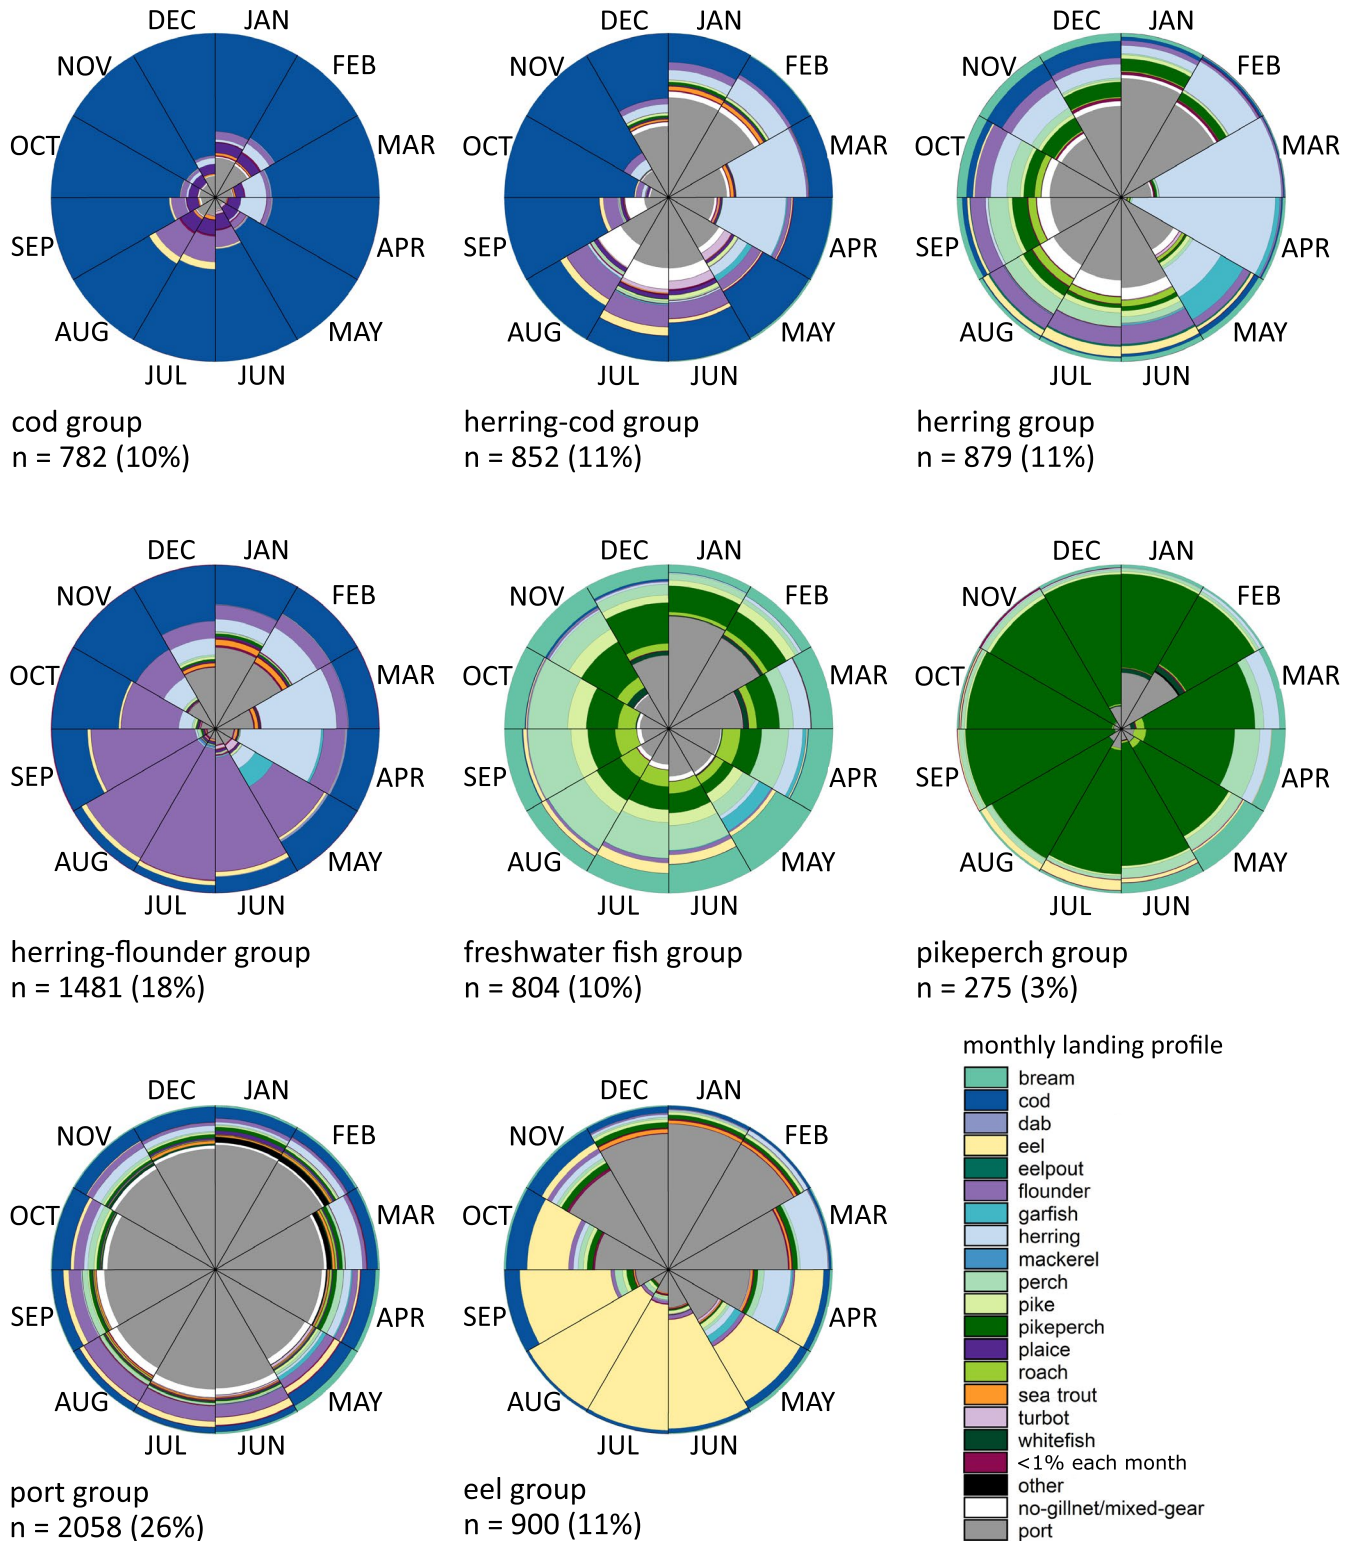 DEC JAN
NOV FEB
OCT MAR
SEP APR
AUG MAY
JUL JUN
cod group
n = 782 (10%)
DEC JAN
NOV FEB
OCT MAR
SEP APR
AUG MAY
JUL JUN
herring-cod group
n = 852 (11%)
DEC JAN
NOV FEB
OCT MAR
SEP APR
AUG MAY
JUL JUN
herring group
n = 879 (11%)
DEC JAN
NOV FEB
OCT MAR
SEP APR
AUG MAY
JUL JUN
herring-flounder group
n = 1481 (18%)
DEC JAN
NOV FEB
OCT MAR
SEP APR
AUG MAY
JUL JUN
freshwater fish group
n = 804 (10%)
DEC JAN
NOV FEB
OCT MAR
SEP APR
AUG MAY
JUL JUN
pikeperch group
n = 275 (3%)
DEC JAN
NOV FEB
OCT MAR
SEP APR
AUG MAY
JUL JUN
port group
n = 2058 (26%)
DEC JAN
NOV FEB
OCT MAR
SEP APR
AUG MAY
JUL JUN
eel group
n = 900 (11%)
monthly landing profile
bream
cod
dab
eel
eelpout
flounder
garfish
herring
mackerel
perch
pike
pikeperch
plaice
roach
sea trout
turbot
whitefish
<1% each month
other
no-gillnet/mixed-gear
port